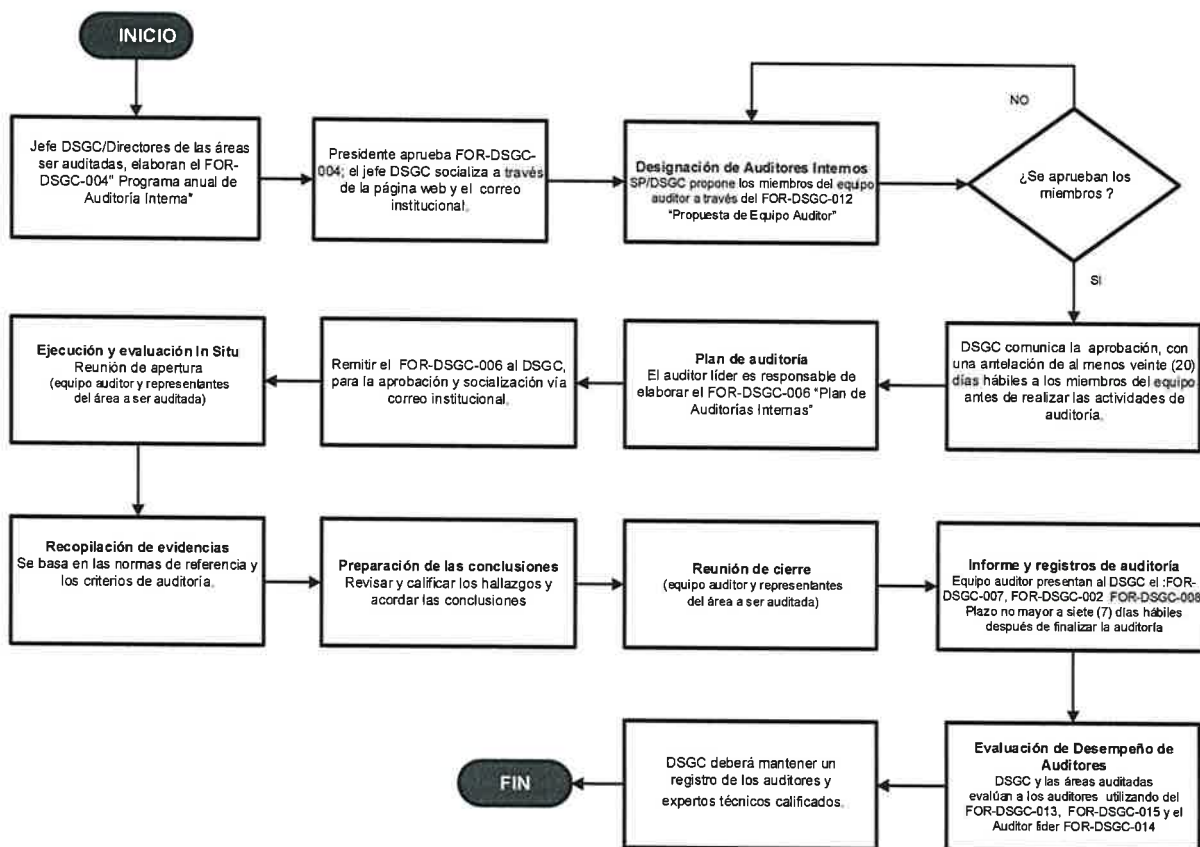 INICIO
Jefe DSGC/Directores de las áreas
ser auditadas, elaboran el FOR-
DSGC-004" Programa anual de
Auditoría Interna"
Presidente aprueba FOR-DSGC-
004; el jefe DSGC socializa a través
de la página web y el correo
institucional.
Designación de Auditores Internos
SP/DSGC propone los miembros del equipo
auditor a través del FOR-DSGC-012
"Propuesta de Equipo Auditor"
NO
¿Se aprueban los
miembros ?
SI
DSGC comunica la aprobación, con
una antelación de al menos veinte (20)
días hábiles a los miembros del equipo
antes de realizar las actividades de
auditoría.
Plan de auditoría
El auditor líder es responsable de
elaborar el FOR-DSGC-006 "Plan de
Auditorías Internas"
Remitir el FOR-DSGC-006 al DSGC,
para la aprobación y socialización vía
correo institucional.
Ejecución y evaluación In Situ
Reunión de apertura
(equipo auditor y representantes
del área a ser auditada)
Recopilación de evidencias
Se basa en las normas de referencia y
los criterios de auditoría.
Preparación de las conclusiones
Revisar y calificar los hallazgos y
acordar las conclusiones
Reunión de cierre
(equipo auditor y representantes
del área a ser auditada)
Informe y registros de auditoría
Equipo auditor presentan al DSGC el :FOR-
DSGC-007, FOR-DSGC-002 FOR-DSGC-008
Plazo no mayor a siete (7) días hábiles
después de finalizar la auditoría
Evaluación de Desempeño de
Auditores
DSGC y las áreas auditadas
evalúan a los auditores utilizando del
FOR-DSGC-013, FOR-DSGC-015 y el
Auditor líder FOR-DSGC-014
DSGC deberá mantener un
registro de los auditores y
expertos técnicos calificados.
FIN